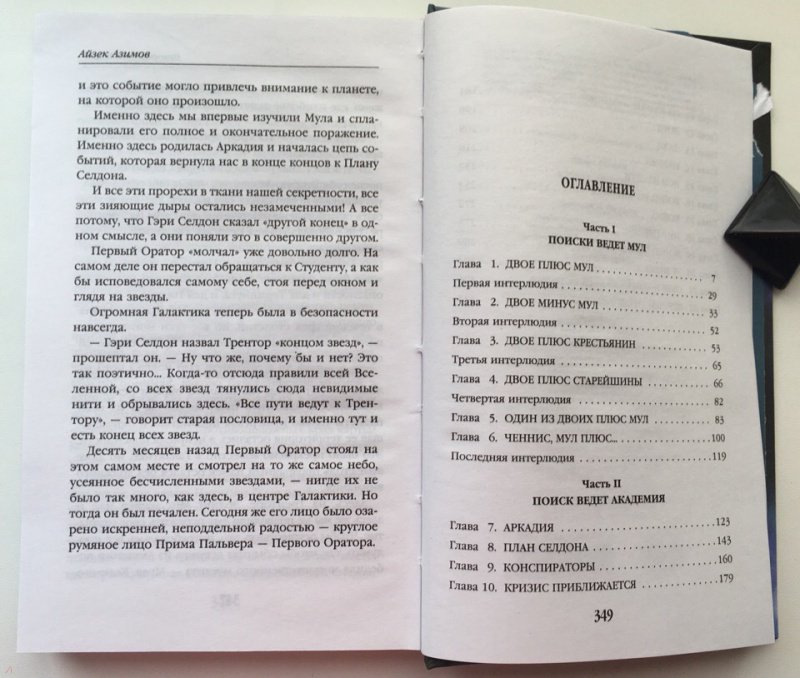 Айзек Азимов
и это событие могло привлечь внимание к планете,
на которой оно произошло.
Именно здесь мы впервые изучили Мула и спла-
нировали его полное и окончательное поражение.
Именно здесь родилась Аркадия и началась цепь со-
бытий, которая вернула нас в конце концов к Плану
Селдона.
И все эти прорехи в ткани нашей секретности, все
эти зияющие дыры остались незамеченными! А все
потому, что Гэри Селдон сказал «другой конец» в од-
ном смысле, а они поняли это в совершенно другом.
Первый Оратор «молчал» уже довольно долго. На
самом деле он перестал обращаться к Студенту, а как
бы исповедовался самому себе, стоя перед окном и
глядя на звезды.
Огромная Галактика теперь была в безопасности
навсегда.
— Гэри Селдон назвал Трентор «концом звезд», —
прошептал он. — Ну что же, почему бы и нет? Это
так поэтично... Когда-то отсюда правили всей Все-
ленной, со всех звезд тянулись сюда невидимые
нити и обрывались здесь. «Все пути ведут к Трен-
тору», — говорит старая пословица, и именно тут и
есть конец всех звезд.
Десять месяцев назад Первый Оратор стоял на
этом самом месте и смотрел на то же самое небо,
усеянное бесчисленными звездами, — нигде их не
было так много, как здесь, в центре Галактики. Но
тогда он был печален. Сегодня же его лицо было оза-
рено искренней, неподдельной радостью — круглое
румяное лицо Прима Пальвера — Первого Оратора.
ОГЛАВЛЕНИЕ
Часть I
ПОИСКИ ВЕДЕТ МУЛ
Глава 1. ДВОЕ ПЛЮС МУЛ 7
Первая интерлюдия 29
Глава 2. ДВОЕ МИНУС МУЛ 33
Вторая интерлюдия 52
Глава 3. ДВОЕ ПЛЮС КРЕСТЬЯНИН 53
Третья интерлюдия 65
Глава 4. ДВОЕ ПЛЮС СТАРЕЙШИНЫ 66
Четвертая интерлюдия 82
Глава 5. ОДИН ИЗ ДВОИХ ПЛЮС МУЛ 83
Глава 6. ЧЕННИС, МУЛ ПЛЮС... 100
Последняя интерлюдия 119
Часть II
ПОИСК ВЕДЕТ АКАДЕМИЯ
Глава 7. АРКАДИЯ 123
Глава 8. ПЛАН СЕЛДОНА 143
Глава 9. КОНСПИРАТОРЫ 160
Глава 10. КРИЗИС ПРИБЛИЖАЕТСЯ 179
349